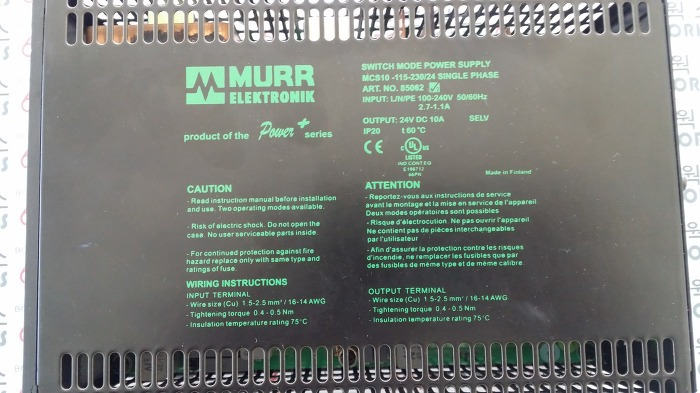 MURR
ELEKTRONIK
product of the Power+ series
SWITCH MODE POWER SUPPLY
MCS10 -115-230/24 SINGLE PHASE
ART. NO. 85062
INPUT: L/N/PE 100-240V 50/60Hz
2.7-1.1A
OUTPUT: 24V DC 10A SELV
IP20 t 60°C
CE C UL US
LISTED
IND CONT EQ
E196712
66PN
Made in Finland
CAUTION
- Read instruction manual before installation
and use. Two operating modes available.
- Risk of electric shock. Do not open the
case. No user serviceable parts inside.
- For continued protection against fire
hazard replace only with same type and
ratings of fuse.
WIRING INSTRUCTIONS
INPUT TERMINAL
- Wire size (Cu) 1.5-2.5 mm² / 16-14 AWG
- Tightening torque 0.4 - 0.5 Nm
- Insulation temperature rating 75°C
ATTENTION
- Reportez-vous aux instructions de service
avant le montage et la mise en service de l'appareil
Deux modes opératoires sont possibles
- Risque d'électrocution. Ne pas ouvrir l'appareil
Ne contient pas de pièces interchangeables
par l'utilisateur
- Afin d'assurer la protection contre les risques
d'incendie, ne remplacer les fusibles que par
des fusibles de même type et de même calibre.
OUTPUT TERMINAL
- Wire size (Cu) 1.5-2.5 mm² / 16-14 AWG
- Tightening torque 0.4 - 0.5 Nm
- Insulation temperature rating 75°C